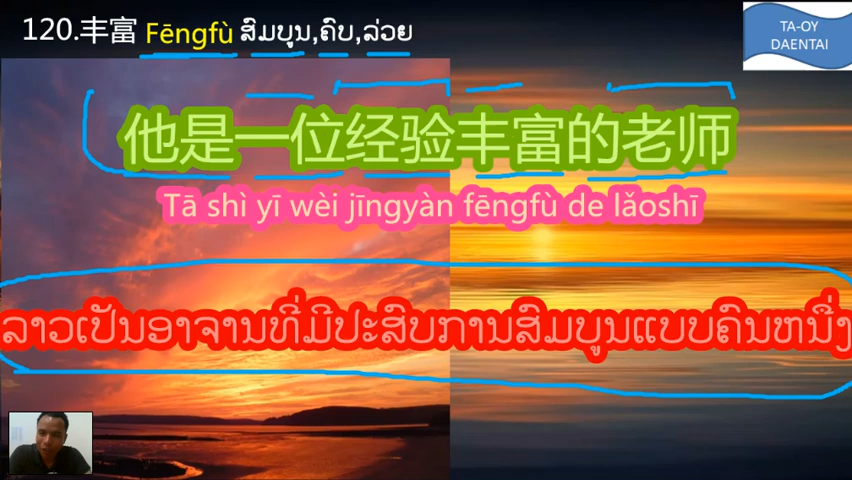 120.丰富 Fēngfù ສົມບູນ,ຄົບ,ລ່ວຍ
TA-OY
DAENTAI
他是一位经验丰富的老师
Tā shì yī wèi jīngyàn fēngfù de lǎoshī
ລາວເປັນອາຈານທີ່ມີປະສົບການສົມບູນແບບຄົນຫນື່ງ